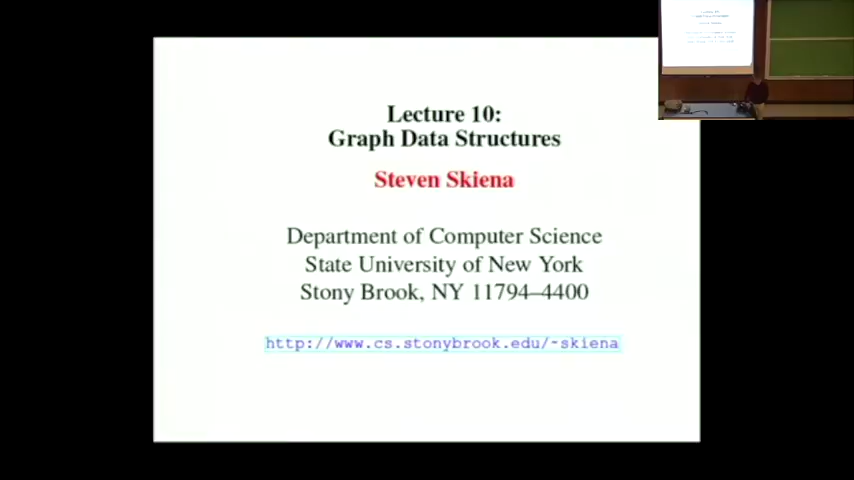 Lecture 10:
Graph Data Structures
Steven Skiena
Department of Computer Science
State University of New York
Stony Brook, NY 11794–4400
http://www.cs.stonybrook.edu/~skiena